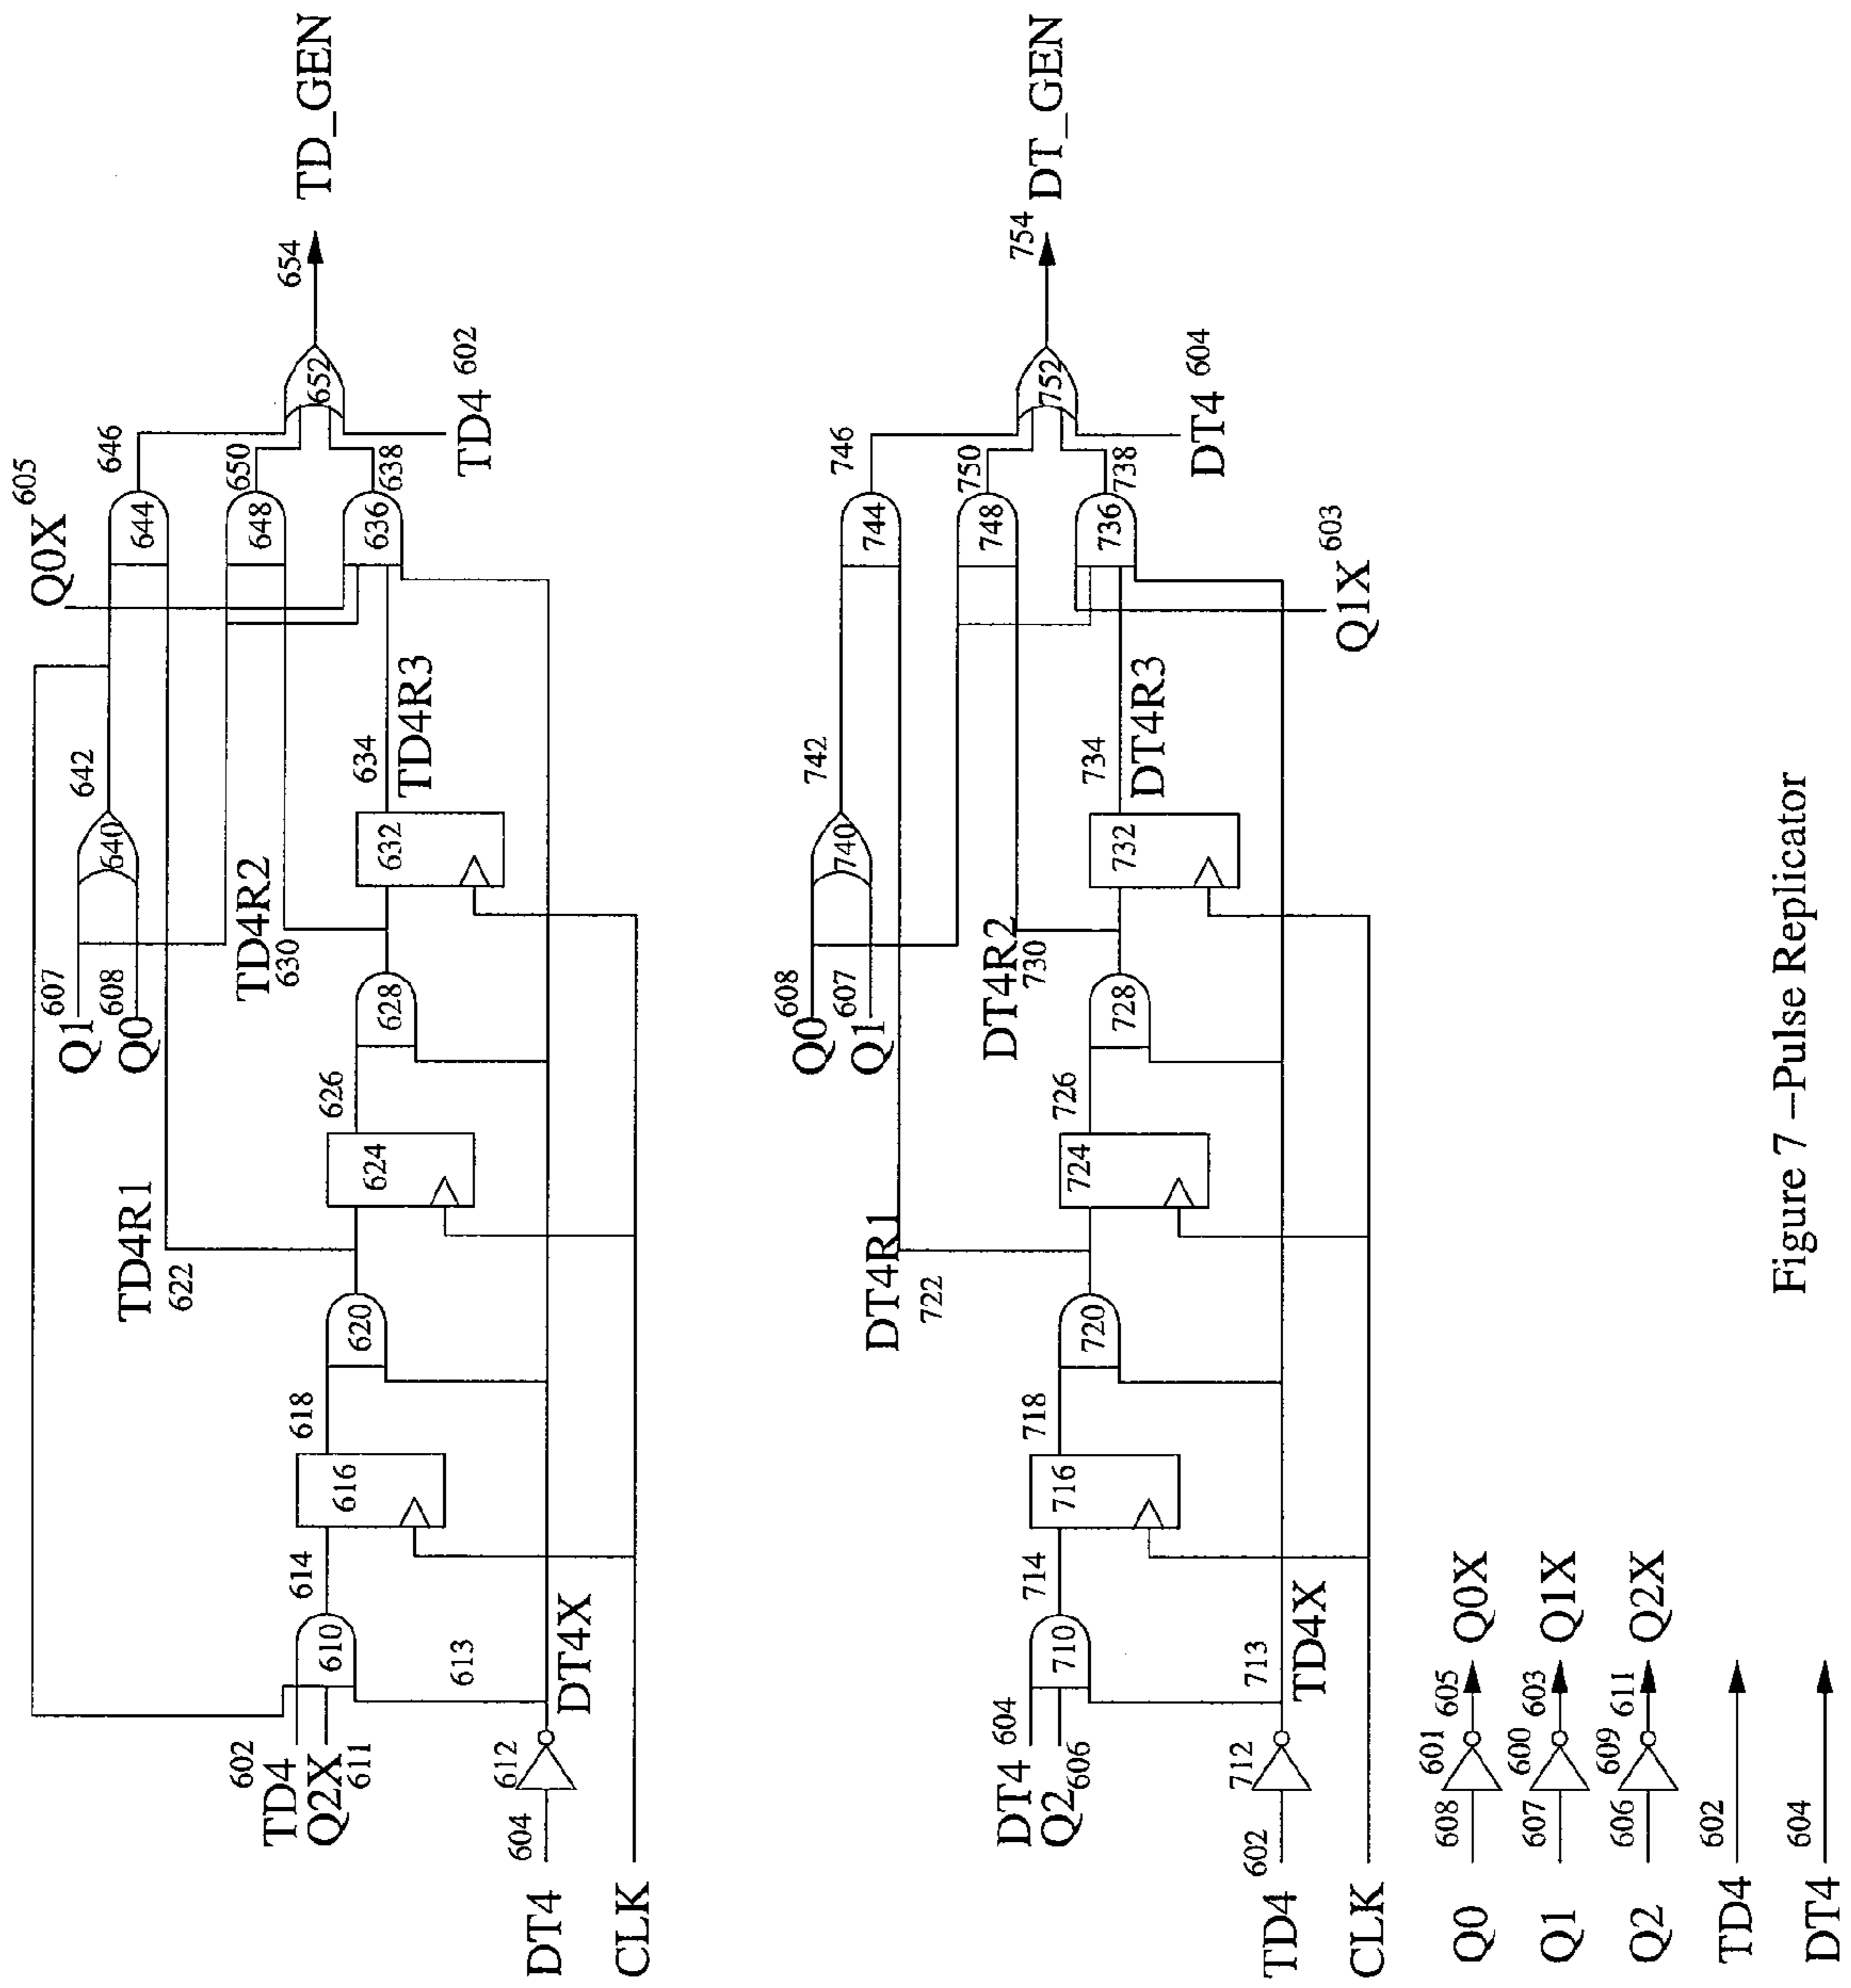 Q0X 605
TD_GEN
654
646
644
650
648
652
638
636
TD4 602
642
640
Q1 607
Q0 608
TD4R1
622
TD4R2
630
634
TD4R3
632
628
626
624
620
618
616
614
610
613
602
TD4
Q2X
611
612
604
DT4X
DT4
CLK
DT_GEN
754
746
744
750
748
752
738
736
DT4 604
Q1X 603
742
740
Q0 608
Q1 607
DT4R1
722
DT4R2
730
734
DT4R3
732
728
726
724
720
718
716
714
710
713
DT4 604
Q2 606
712
602
TD4X
TD4
CLK
Q0 608 601 605 Q0X
Q1 607 600 603 Q1X
Q2 606 609 611 Q2X
TD4 602
DT4 604
Figure 7 –Pulse Replicator